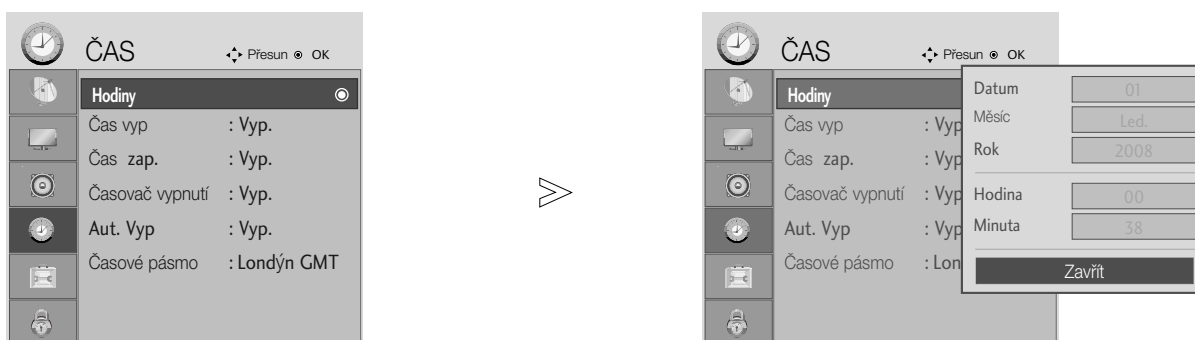 ČAS Přesun OK
Hodiny
Čas vyp : Vyp.
Čas zap. : Vyp.
Časovač vypnutí : Vyp.
Aut. Vyp : Vyp.
Časové pásmo : Londýn GMT
>
ČAS Přesun OK
Hodiny
Čas vyp : Vyp
Čas zap. : Vyp
Časovač vypnutí : Vyp
Aut. Vyp : Vyp
Časové pásmo : Lon
Datum 01
Měsíc Led.
Rok 2008
Hodina 00
Minuta 38
Zavřít